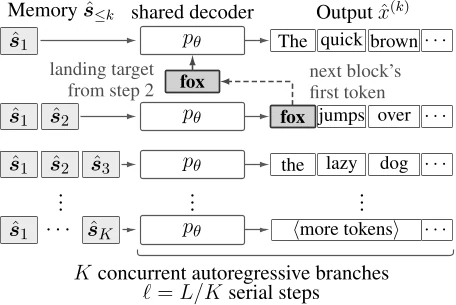 Memory ŝ≤k shared decoder Output x̂(k)
ŝ1 pθ The quick brown ···
landing target from step 2 fox next block's first token
ŝ1 ŝ2 pθ fox jumps over ···
ŝ1 ŝ2 ŝ3 pθ the lazy dog ···
⋮ ⋮ ⋮
ŝ1 ··· ŝK pθ ⟨more tokens⟩ ···
K concurrent autoregressive branches
ℓ = L/K serial steps